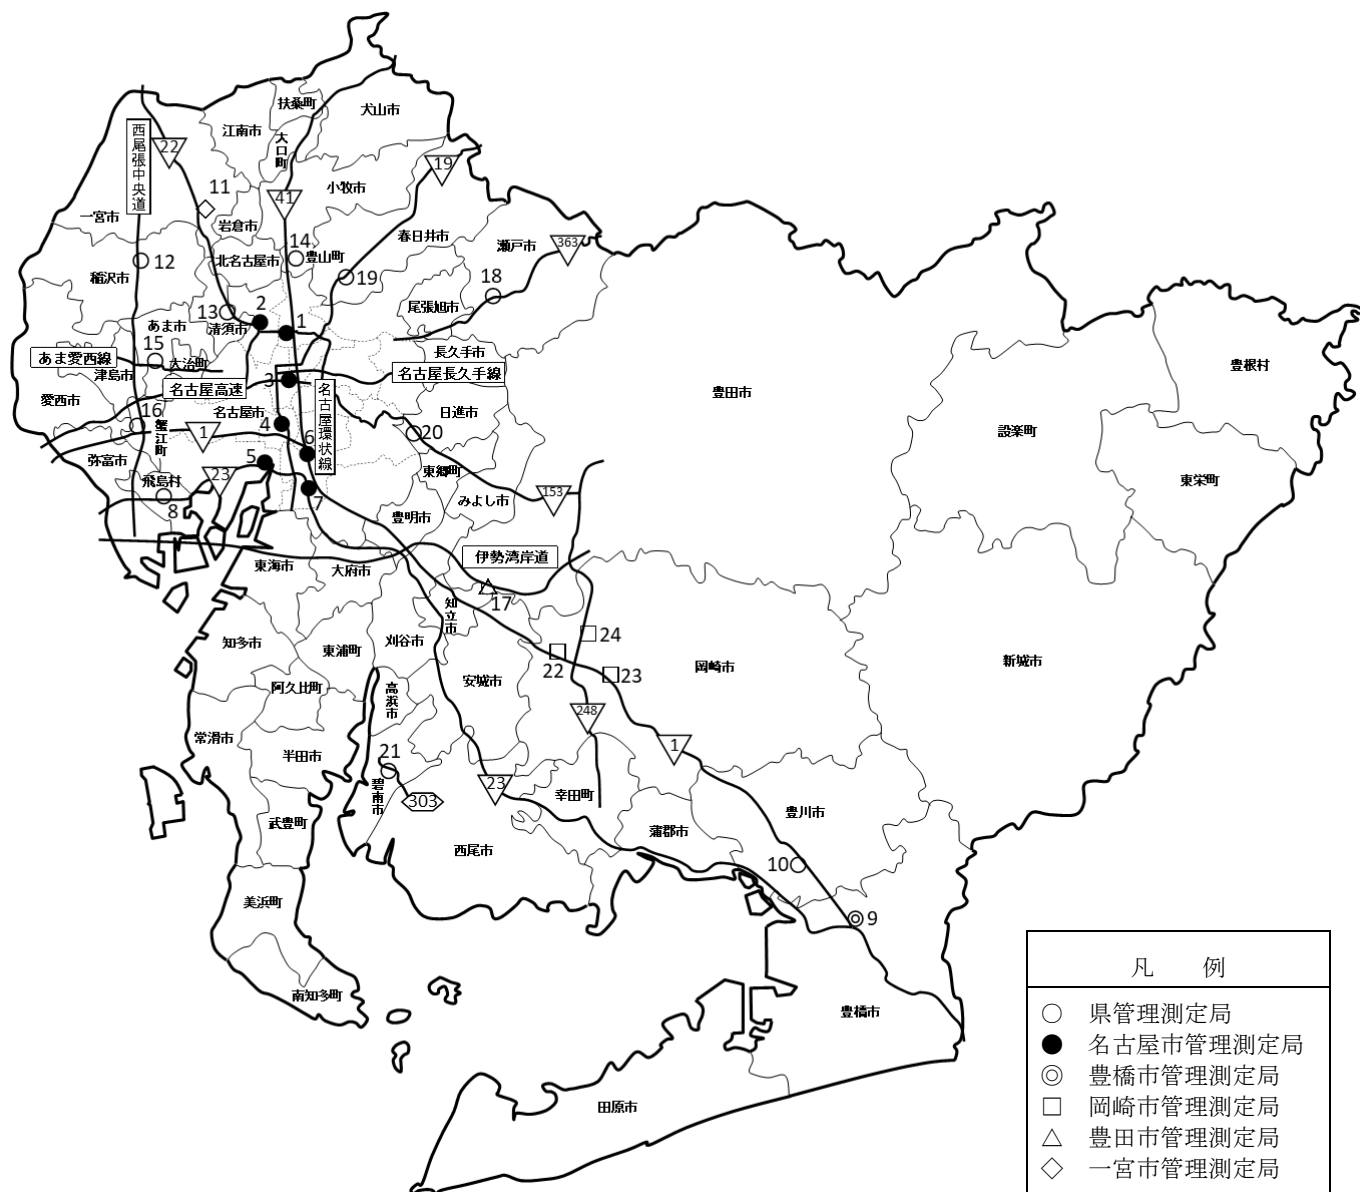 扶桑町
犬山市
江南市
大口町
西尾張中央道
22
19
11
41
小牧市
一宮市
岩倉市
春日井市
瀬戸市
363
14
豊山町
北名古屋市
12
稲沢市
19
18
尾張旭市
13
2
1
あま市
清須市
長久手市
15
あま愛西線
大治町
津島市
名古屋長久手線
豊根村
3
名古屋高速
名古屋環状線
豊田市
愛西市
名古屋市
日進市
16
4
設楽町
蟹江町
1
6
20
弥富市
5
東郷町
東栄町
飛島村
23
153
みよし市
8
7
豊明市
伊勢湾岸道
東海市
大府市
17
知立市
24
知多市
東浦町
刈谷市
22
23
岡崎市
新城市
阿久比町
高浜市
安城市
248
常滑市
半田市
1
21
碧南市
23
303
幸田町
豊川市
武豊町
蒲郡市
西尾市
10
美浜町
9
南知多町
豊橋市
田原市
凡 例
○ 県管理測定局
● 名古屋市管理測定局
◎ 豊橋市管理測定局
□ 岡崎市管理測定局
△ 豊田市管理測定局
◇ 一宮市管理測定局